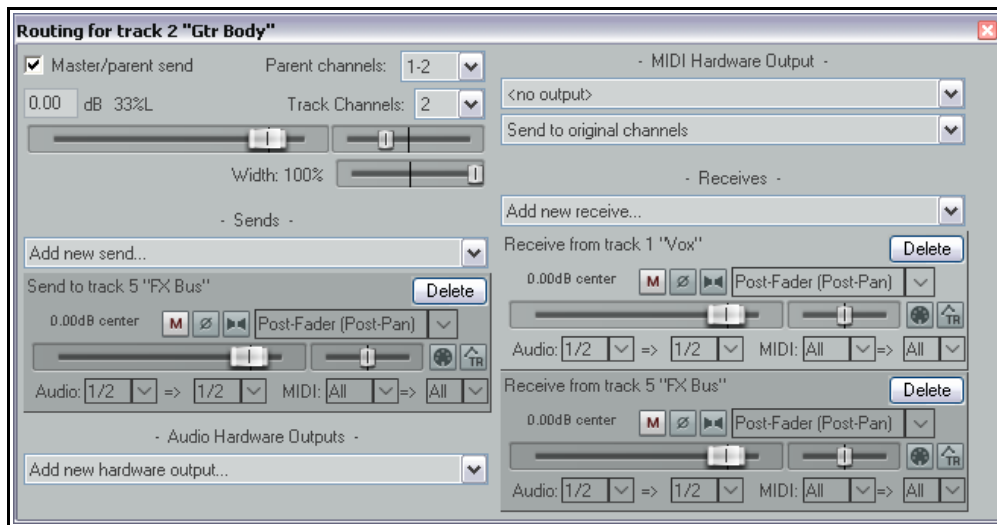 Routing for track 2 "Gtr Body"
Master/parent send
Parent channels: 1-2
0.00 dB 33%L
Track Channels: 2
Width: 100%
- Sends -
Add new send...
Send to track 5 "FX Bus"
Delete
0.00dB center M Ø Post-Fader (Post-Pan)
TR
Audio: 1/2 => 1/2 MIDI: All => All
- Audio Hardware Outputs -
Add new hardware output...
- MIDI Hardware Output -
<no output>
Send to original channels
- Receives -
Add new receive...
Receive from track 1 "Vox"
Delete
0.00dB center M Ø Post-Fader (Post-Pan)
TR
Audio: 1/2 => 1/2 MIDI: All => All
Receive from track 5 "FX Bus"
Delete
0.00dB center M Ø Post-Fader (Post-Pan)
TR
Audio: 1/2 => 1/2 MIDI: All => All